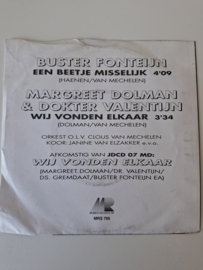 BUSTER FONTEIJN
EEN BEETJE MISSELIJK 4'09
(HAENEN/VAN MECHELEN)
MARGREET DOLMAN
& DOKTER VALENTIJN
WIJ VONDEN ELKAAR 3'34
(DOLMAN/VAN MECHELEN)
ORKEST O.L.V. CLOUS VAN MECHELEN
KOOR: JANINE VAN ELZAKKER e.v.a.
AFKOMSTIG VAN JDCD 07 MD:
WIJ VONDEN ELKAAR
(MARGREET DOLMAN/DR. VALENTIJN/
DS. GREMDAAT/BUSTER FONTEIJN EA)